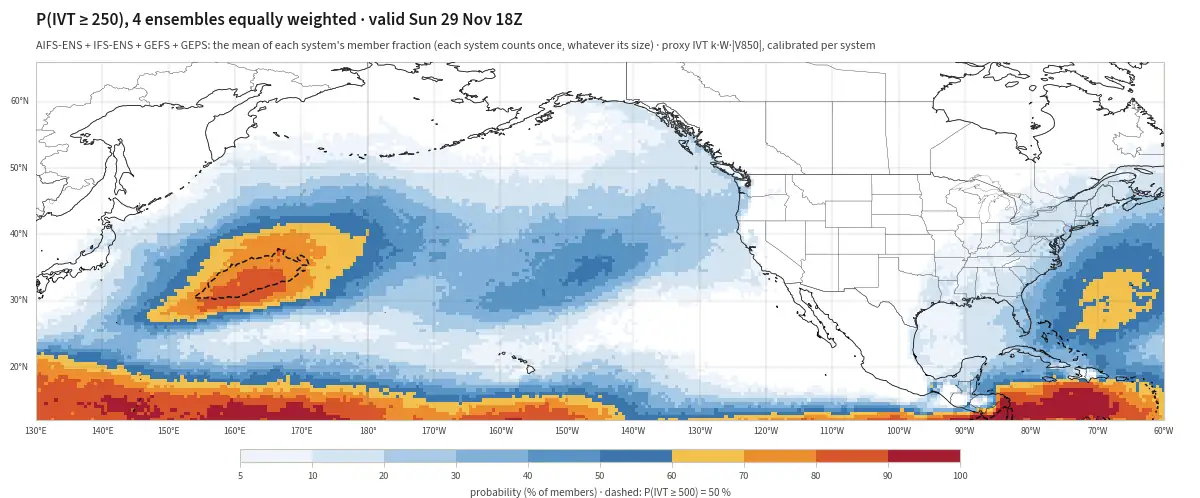 P(IVT ≥ 250), 4 ensembles equally weighted · valid Sun 29 Nov 18Z
AIFS-ENS + IFS-ENS + GEFS + GEPS: the mean of each system's member fraction (each system counts once, whatever its size) · proxy IVT k·W·|V850|, calibrated per system
60°N
50°N
40°N
30°N
20°N
130°E 140°E 150°E 160°E 170°E 180° 170°W 160°W 150°W 140°W 130°W 120°W 110°W 100°W 90°W 80°W 70°W 60°W
5 10 20 30 40 50 60 70 80 90 100
probability (% of members) · dashed: P(IVT ≥ 500) = 50 %